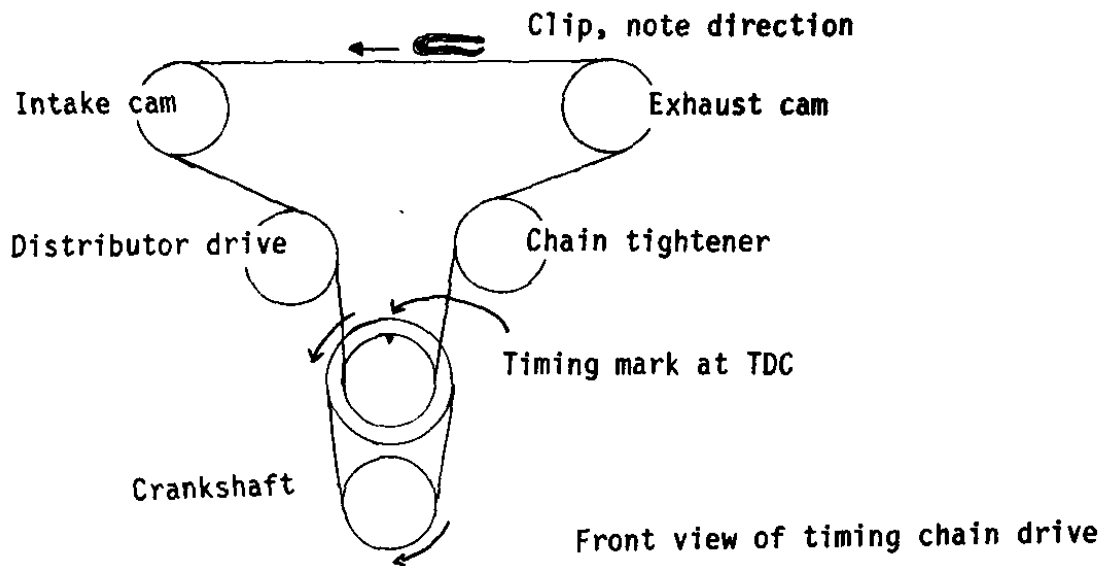 Clip, note direction
Intake cam
Exhaust cam
Distributor drive
Chain tightener
Timing mark at TDC
Crankshaft
Front view of timing chain drive